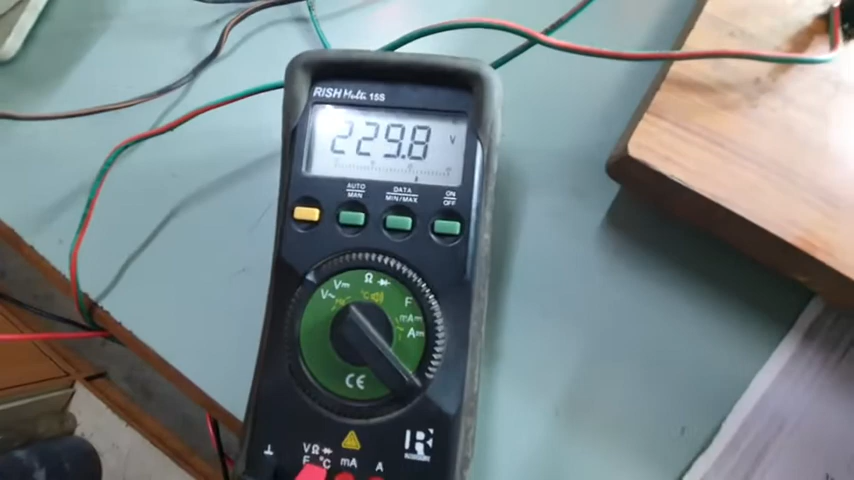 RISH Multi 15S
229.8 V
AUTO
MAN
DATA
MIN/MAX
ON
OFF
V~ V⎓ Ω
°C F
mA
A
CE
⊥ VΩ mA A
F °C